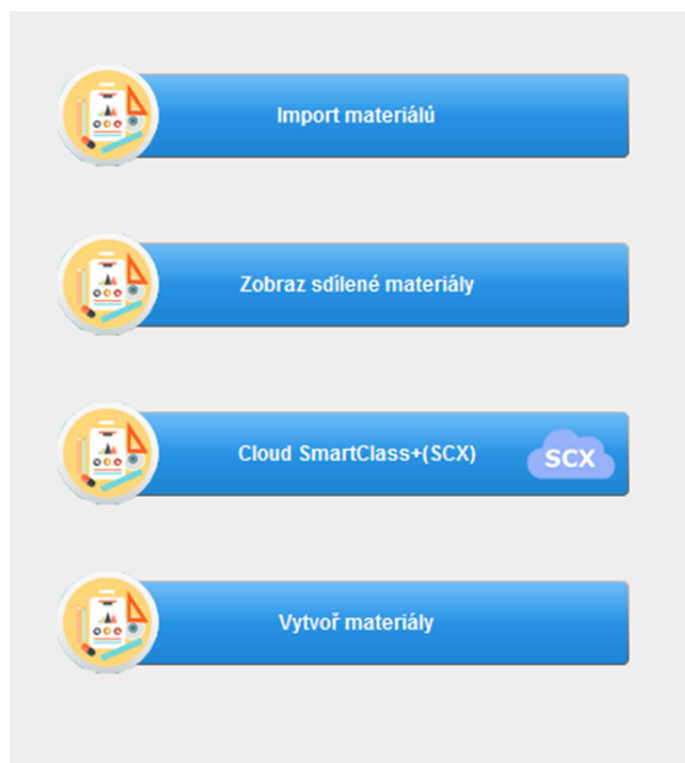 Import materiálů
Zobraz sdílené materiály
Cloud SmartClass+(SCX)
SCX
Vytvoř materiály